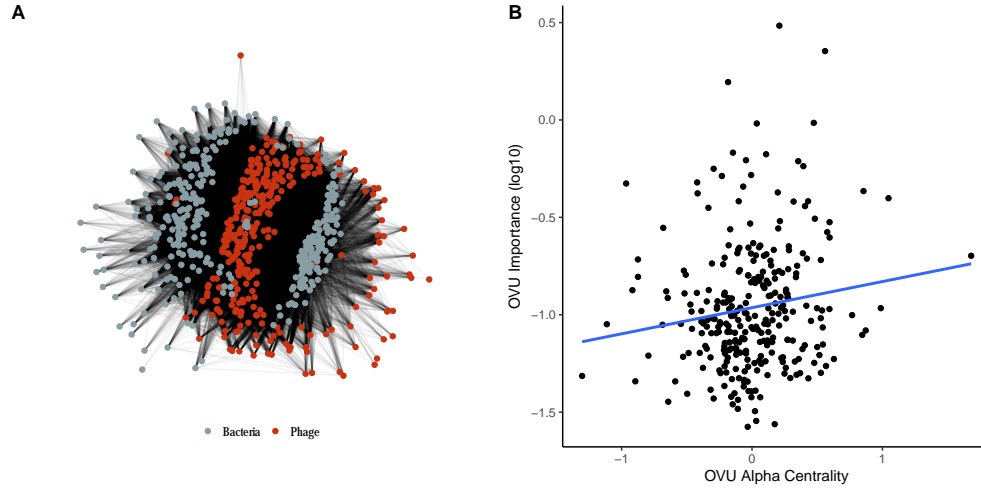 A
Bacteria Phage
B
OVU Importance (log10)
0.5
0.0
−0.5
−1.0
−1.5
−1 0 1
OVU Alpha Centrality